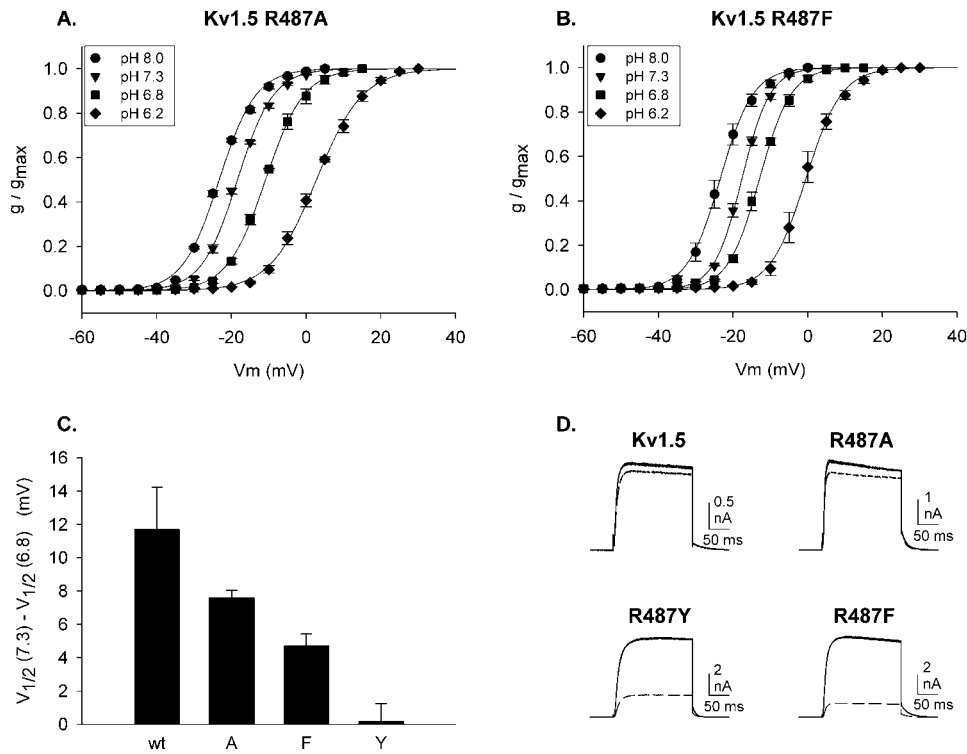 A.
Kv1.5 R487A
pH 8.0
pH 7.3
pH 6.8
pH 6.2
1.0
0.8
0.6
0.4
0.2
0.0
g / gmax
-60
-40
-20
0
20
40
Vm (mV)
B.
Kv1.5 R487F
pH 8.0
pH 7.3
pH 6.8
pH 6.2
1.0
0.8
0.6
0.4
0.2
0.0
g / gmax
-60
-40
-20
0
20
40
Vm (mV)
C.
16
14
12
10
8
6
4
2
0
V1/2 (7.3) - V1/2 (6.8) (mV)
wt
A
F
Y
D.
Kv1.5
0.5
nA
50 ms
R487A
1
nA
50 ms
R487Y
2
nA
50 ms
R487F
2
nA
50 ms